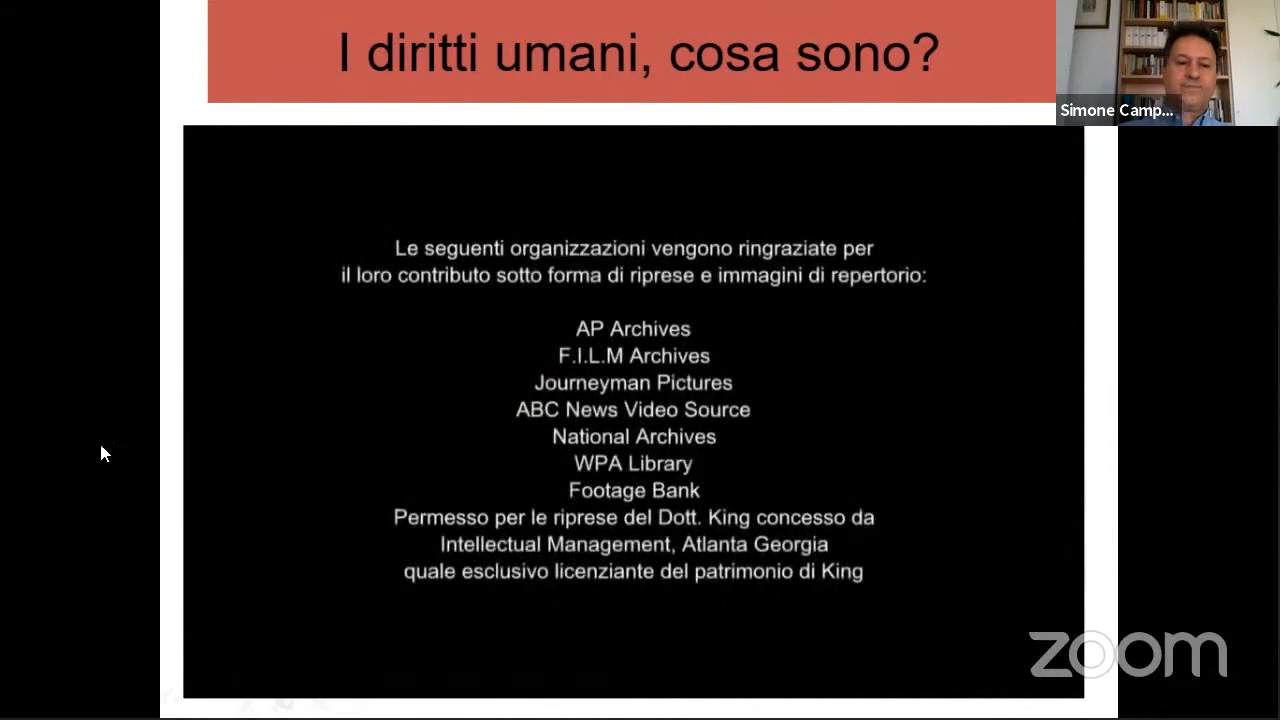 I diritti umani, cosa sono?
Simone Camp...
Le seguenti organizzazioni vengono ringraziate per
il loro contributo sotto forma di riprese e immagini di repertorio:
AP Archives
F.I.L.M Archives
Journeyman Pictures
ABC News Video Source
National Archives
WPA Library
Footage Bank
Permesso per le riprese del Dott. King concesso da
Intellectual Management, Atlanta Georgia
quale esclusivo licenziante del patrimonio di King
zoom